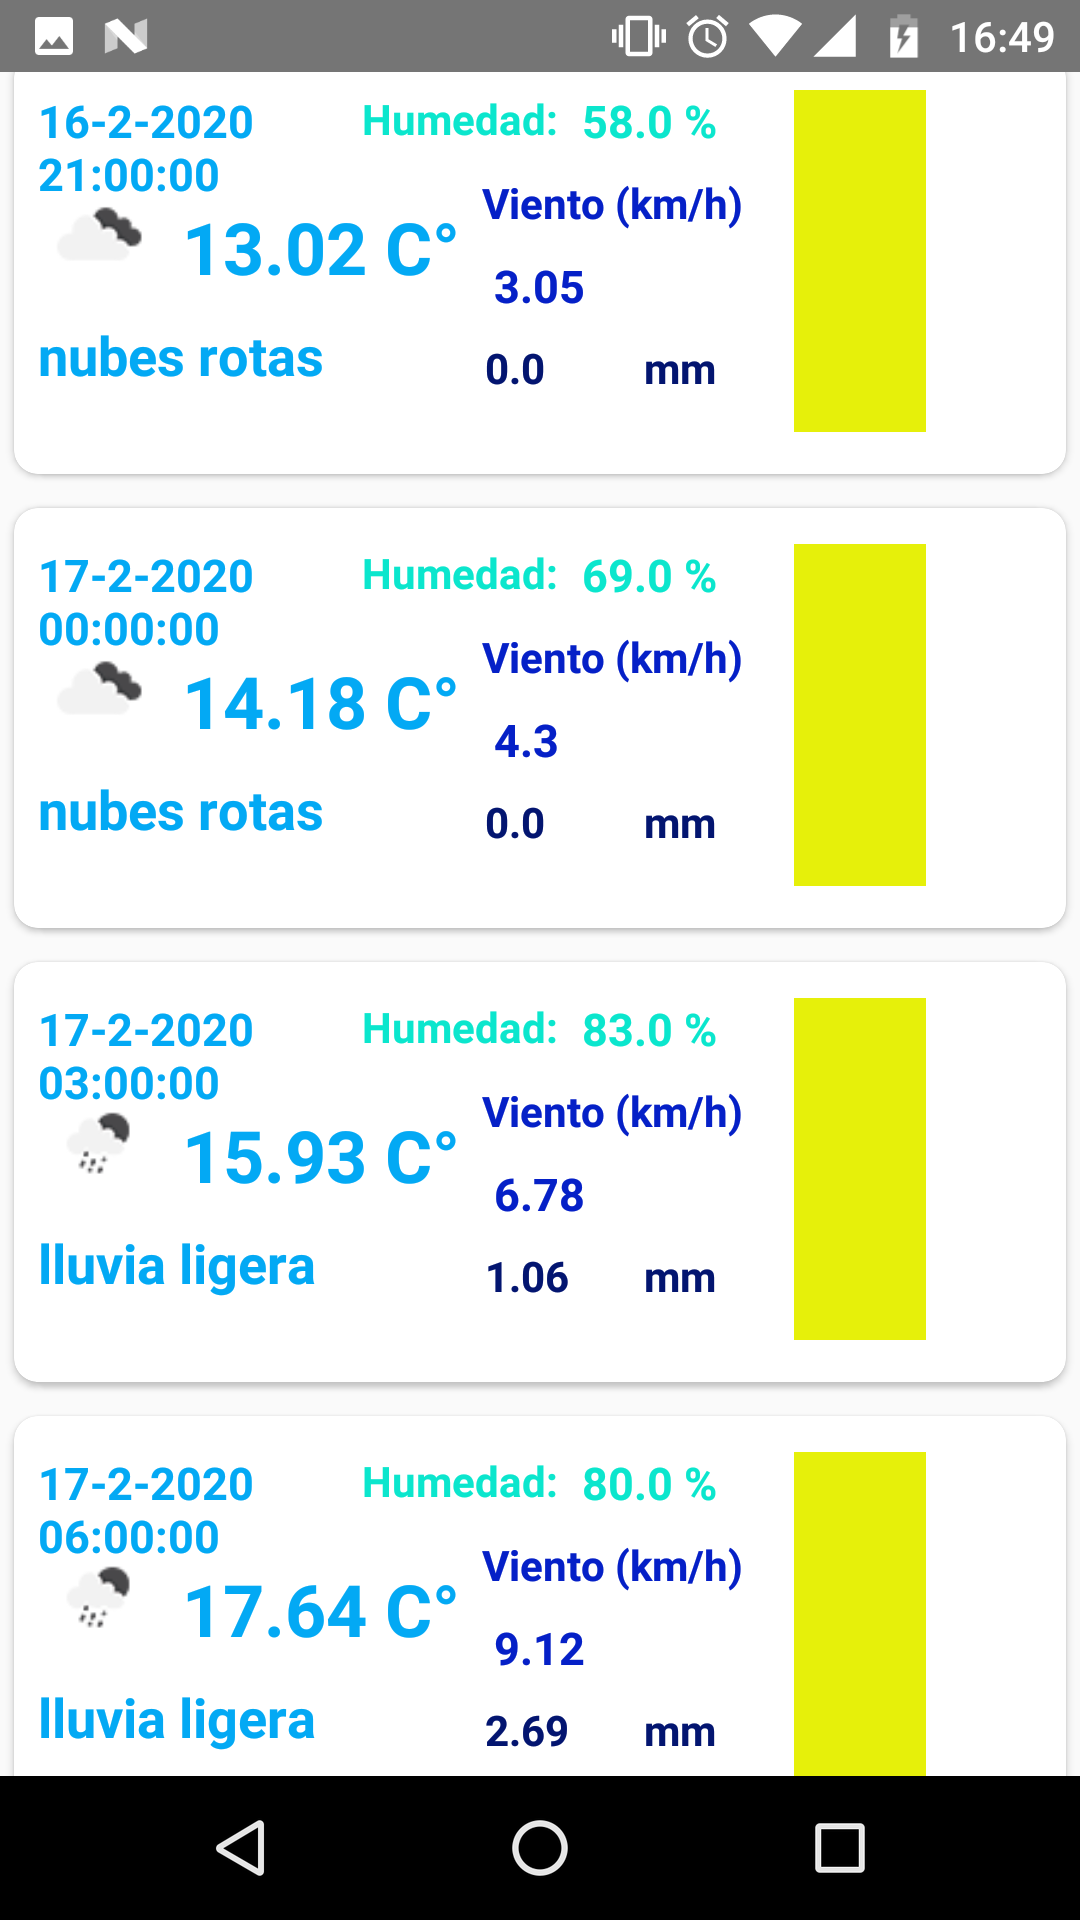 16:49
16-2-2020 Humedad: 58.0 %
21:00:00
Viento (km/h)
13.02 C°
3.05
nubes rotas
0.0 mm
17-2-2020 Humedad: 69.0 %
00:00:00
Viento (km/h)
14.18 C°
4.3
nubes rotas
0.0 mm
17-2-2020 Humedad: 83.0 %
03:00:00
Viento (km/h)
15.93 C°
6.78
lluvia ligera
1.06 mm
17-2-2020 Humedad: 80.0 %
06:00:00
Viento (km/h)
17.64 C°
9.12
lluvia ligera
2.69 mm